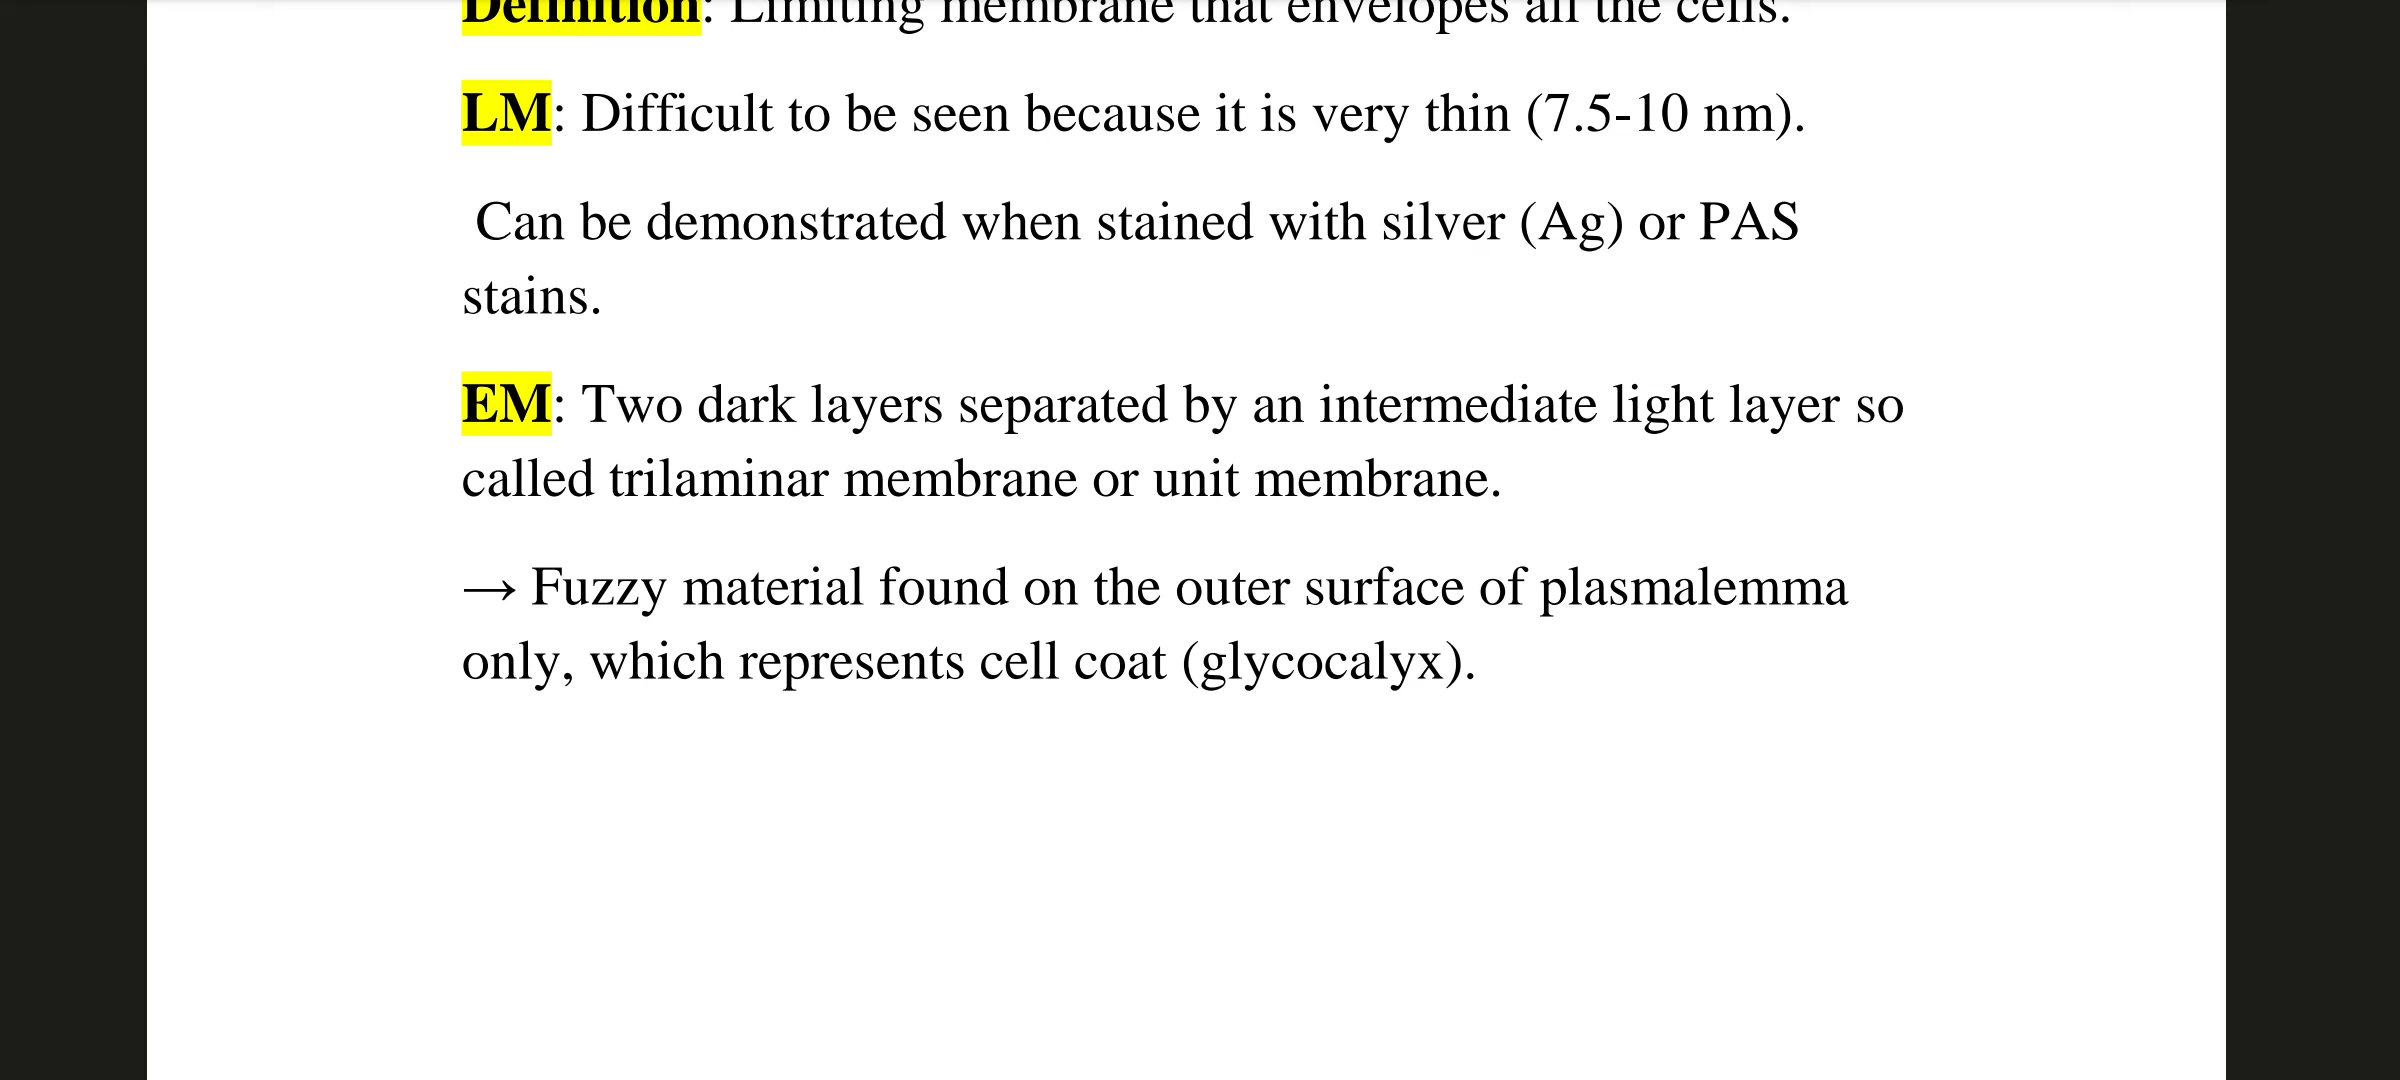 Definition: Limiting membrane that envelopes all the cells.
LM: Difficult to be seen because it is very thin (7.5-10 nm).
Can be demonstrated when stained with silver (Ag) or PAS
stains.
EM: Two dark layers separated by an intermediate light layer so
called trilaminar membrane or unit membrane.
→ Fuzzy material found on the outer surface of plasmalemma
only, which represents cell coat (glycocalyx).